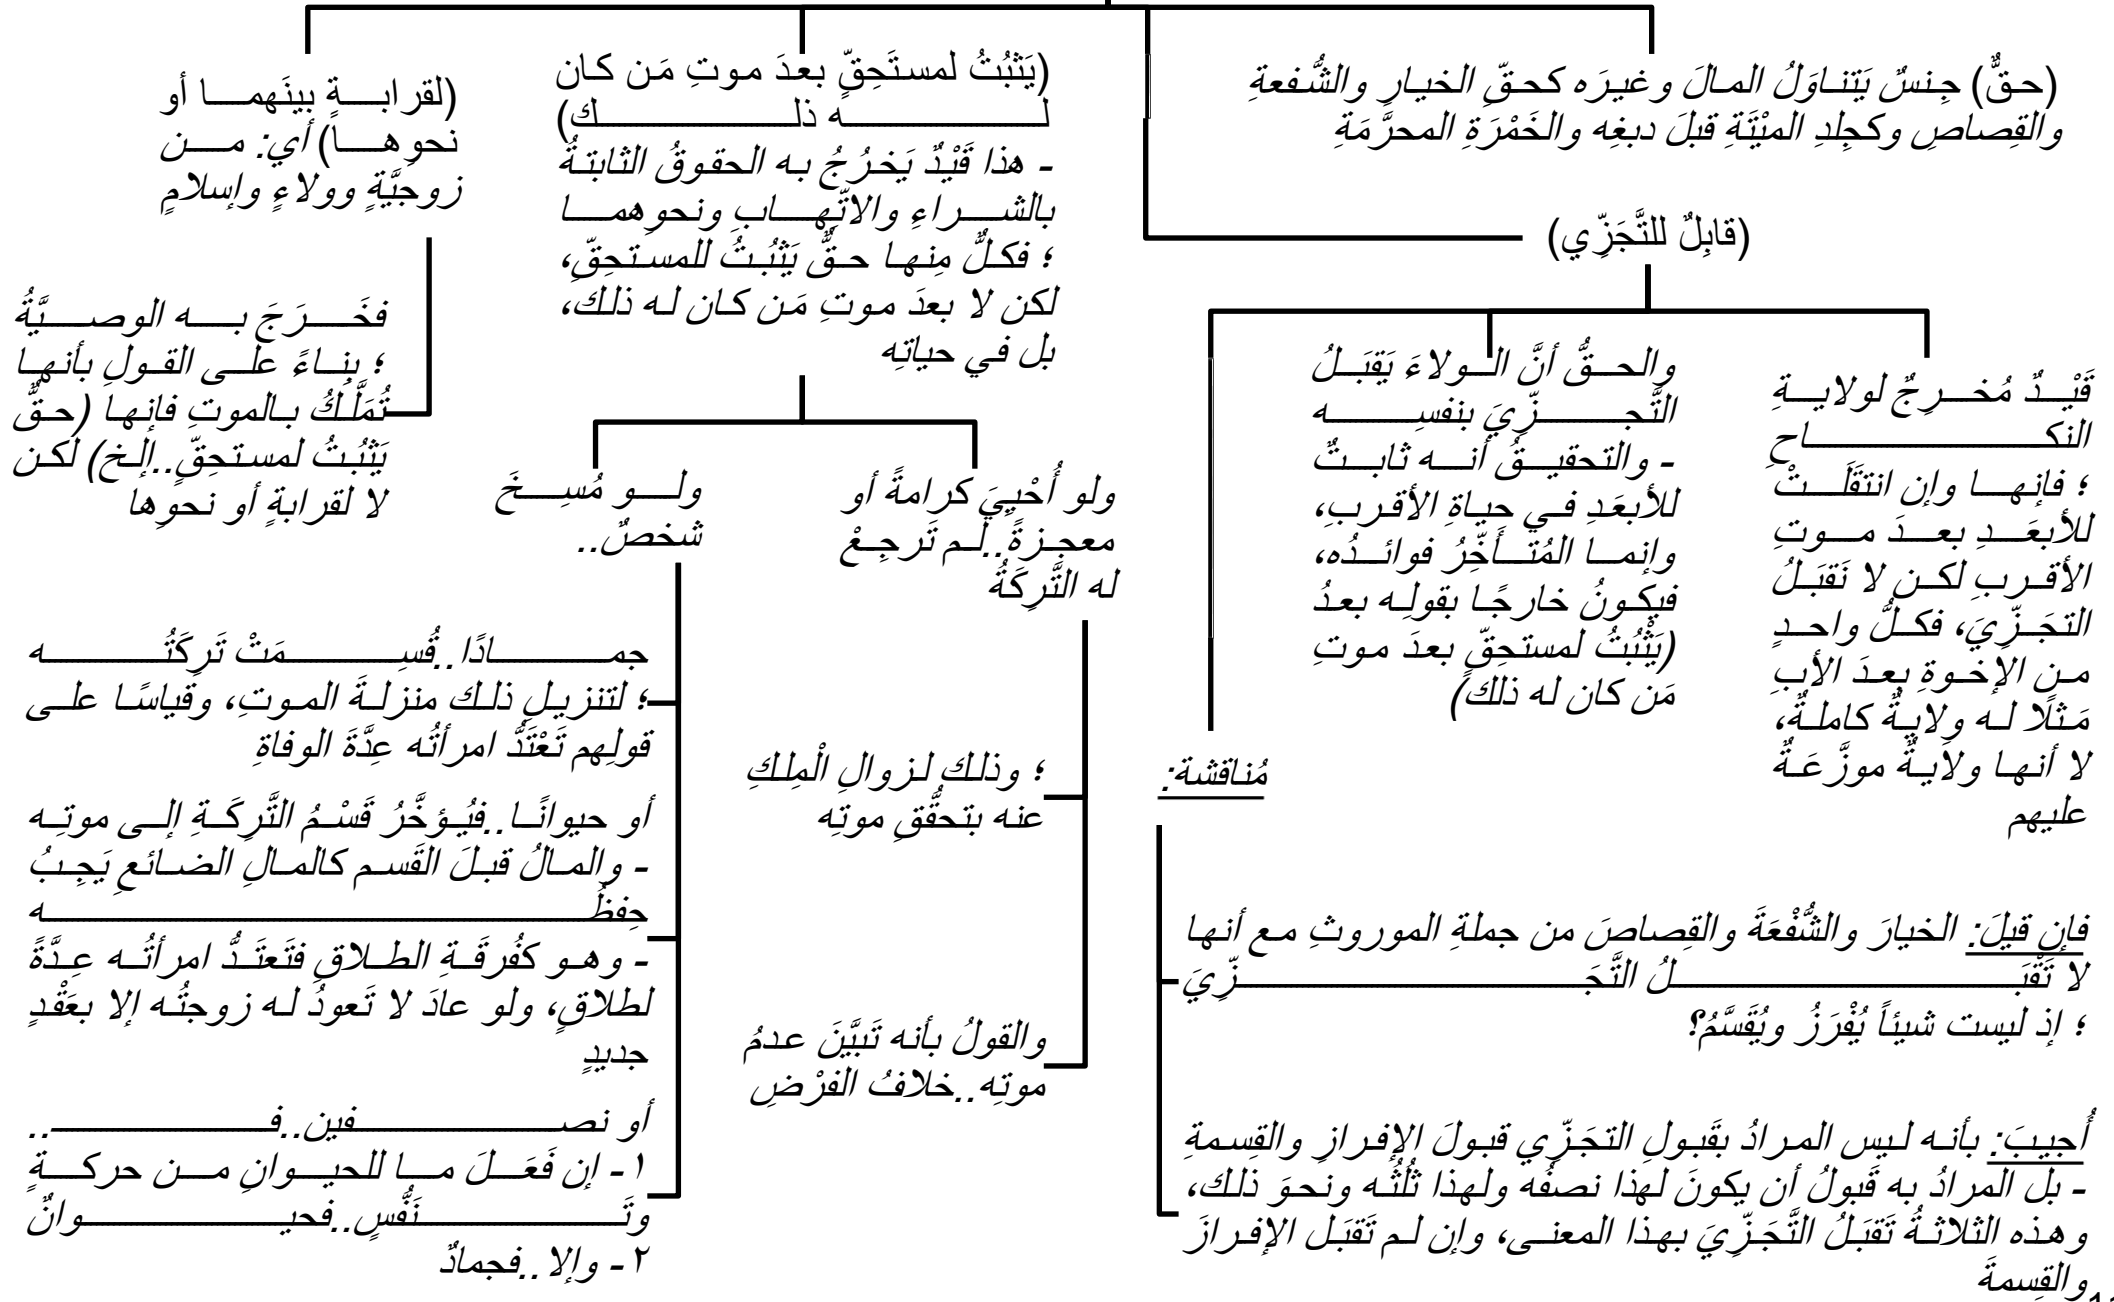 (حقٌّ) جِنسٌ يَتناوَلُ المالَ وغيرَه كحقِّ الخيارِ والشُّفعةِ
والقِصاصِ وكجِلدِ الميْتَةِ قبلَ دبغِه والخَمْرَةِ المحرَّمَةِ
(قابِلٌ للتَّجَزِّي)
قَيْدٌ مُخرِجٌ لولايةِ
النكاحِ
؛ فإنها وإن انتقَلَتْ
للأبعَدِ بعدَ موتِ
الأقربِ لكن لا تَقبَلُ
التجَزِّيَ، فكلُّ واحدٍ
من الإخوةِ بعدَ الأبِ
مَثلًا له ولايةٌ كاملةٌ،
لا أنها ولايةٌ موزَّعَةٌ
عليهم
والحقُّ أنَّ الولاءَ يَقبَلُ
التَّجزِّيَ بنفسِه
- والتحقيقُ أنه ثابتٌ
للأبعَدِ في حياةِ الأقربِ،
وإنما المُتأَخِّرُ فوائدُه،
فيكونُ خارجًا بقولِه بعدُ
(يَثْبُتُ لمستحِقٍّ بعدَ موتِ
مَن كان له ذلك)
مُناقشة:
فإن قيلَ: الخيارَ والشُّفْعَةَ والقِصاصَ من جملةِ الموروثِ مع أنها
لا تَقْبَلُ التَّجَزِّيَ
؛ إذ ليست شيئاً يُفْرَزُ ويُقَسَّمُ؟
أُجيبَ: بأنه ليس المرادُ بقَبولِ التجَزِّي قبولَ الإفرازِ والقِسمةِ
- بل المرادُ به قَبولُ أن يكونَ لهذا نصفُه ولهذا ثُلُثُه ونحوَ ذلك،
وهذه الثلاثةُ تَقبَلُ التَّجَزِّيَ بهذا المعنى، وإن لم تَقبَل الإفرازَ
والقِسمةَ
(يَثبُتُ لمستَحِقٍّ بعدَ موتِ مَن كان
له ذلك)
- هذا قَيْدٌ يَخرُجُ به الحقوقُ الثابتةُ
بالشراءِ والاتِّهابِ ونحوِهما
؛ فكلٌّ مِنها حقٌّ يَثبُتُ للمستحِقِّ،
لكن لا بعدَ موتِ مَن كان له ذلك،
بل في حياتِه
ولو أُحْيِيَ كرامةً أو
معجزةً..لم تَرجِعْ
له التَّرِكَةُ
؛ وذلك لزوالِ الْمِلكِ
عنه بتحقُّقِ موتِه
والقولُ بأنه تَبيَّنَ عدمُ
موتِه..خلافُ الفرْضِ
ولو مُسِخَ
شخصٌ..
جمادًا..قُسِمَتْ تَرِكَتُه
؛ لتنزيلِ ذلك منزلةَ الموتِ، وقياسًا على
قولِهم تَعْتَدُّ امرأتُه عِدَّةَ الوفاةِ
أو حيوانًا..فيُؤخَّرُ قَسْمُ التَّرِكَةِ إلى موتِه
- والمالُ قبلَ القَسم كالمالِ الضائعِ يَجِبُ
حِفظُه
- وهو كفُرقَةِ الطلاقِ فتَعتَدُّ امرأتُه عِدَّةً
لطلاقٍ، ولو عادَ لا تَعودُ له زوجتُه إلا بعَقْدٍ
جديدٍ
أو نصفين..فـ..
١- إن فَعَلَ ما للحيوانِ من حركةٍ
وتَنَفُّسٍ..فحيوانٌ
٢- وإلا..فجمادٌ
(لقرابةٍ بينَهما أو
نحوِها) أي: من
زوجيَّةٍ وولاءٍ وإسلامٍ
فخَرَجَ به الوصيَّةُ
؛ بِناءً على القولِ بأنها
تُمَلَّكُ بالموتِ فإنها (حقٌّ
يَثبُتُ لمستحِقٍّ..إلخ) لكن
لا لقرابةٍ أو نحوِها